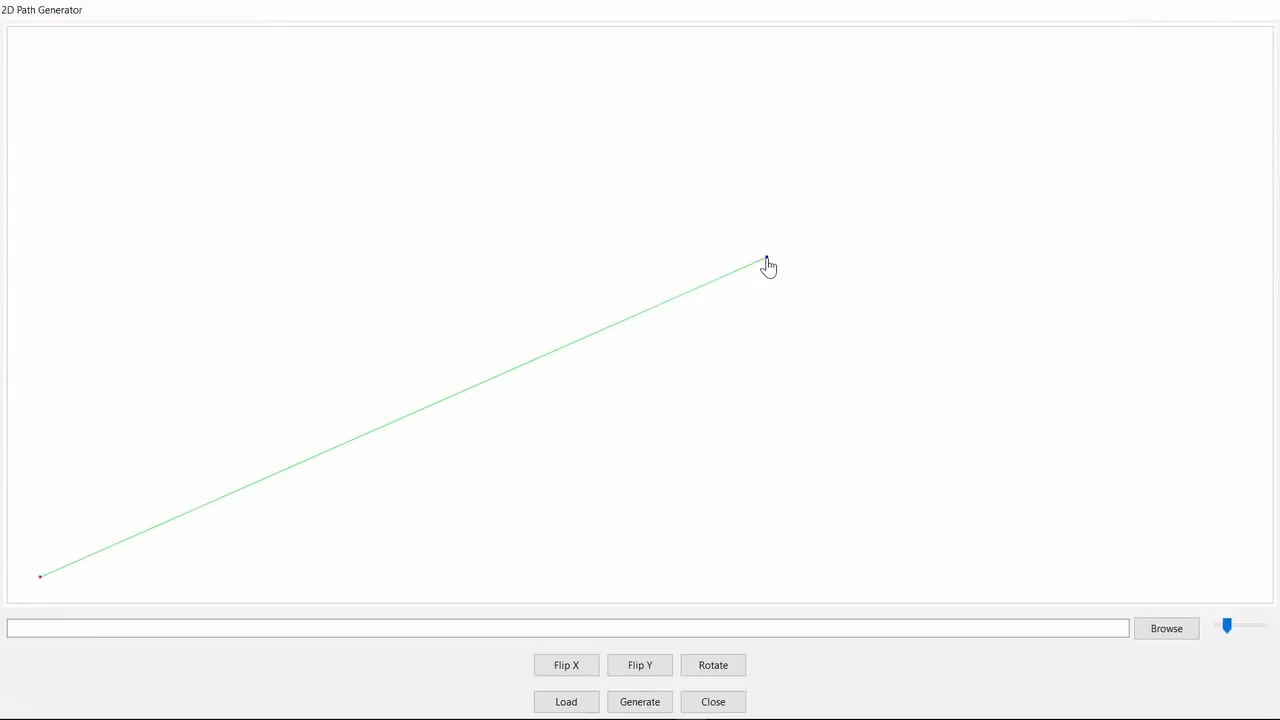 2D Path Generator
Browse
Flip X Flip Y Rotate
Load Generate Close